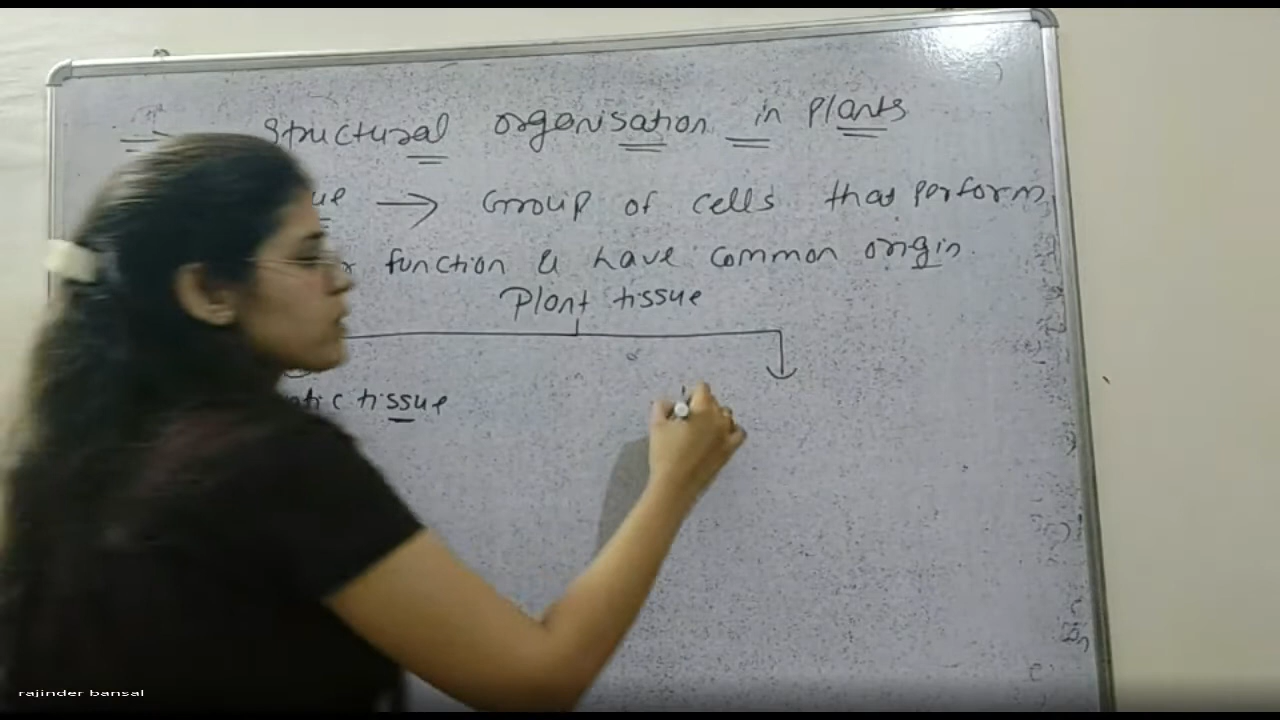 Structural organisation in Plants
ue → Group of cells that perform
r function & have common origin.
Plant tissue
tic tissue
rajinder bansal